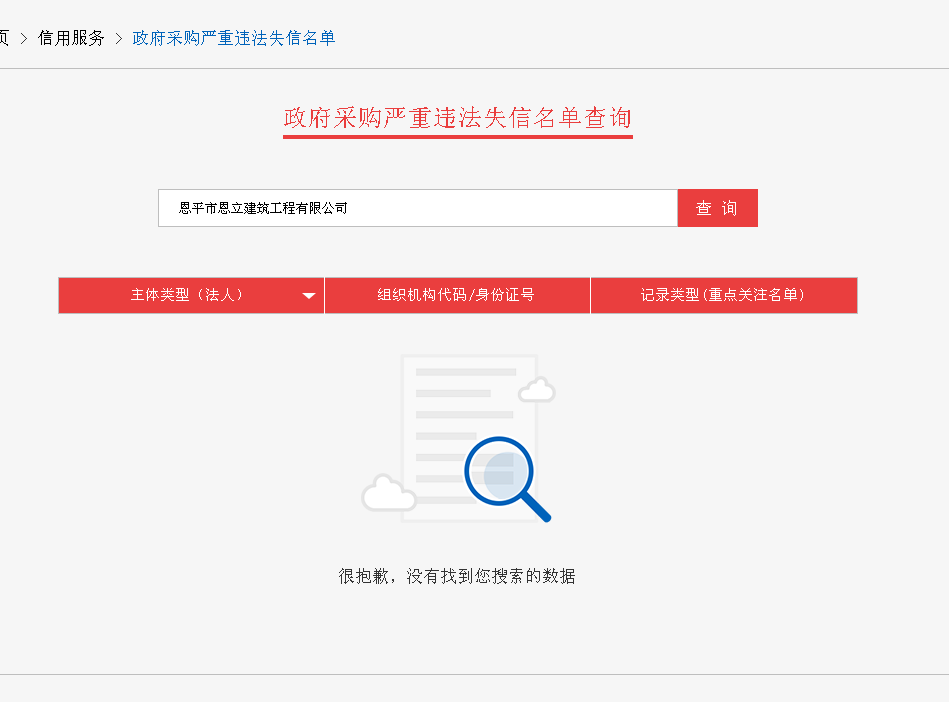 页 > 信用服务 > 政府采购严重违法失信名单
政府采购严重违法失信名单查询
恩平市恩立建筑工程有限公司
查 询
主体类型（法人）
组织机构代码/身份证号
记录类型(重点关注名单)
很抱歉，没有找到您搜索的数据